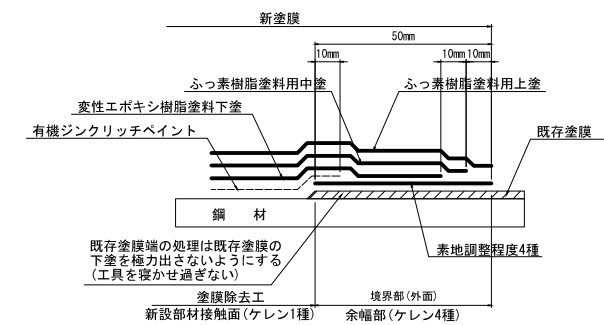 新塗膜
50mm
10mm
10mm 10mm
ふっ素樹脂塗料用中塗
ふっ素樹脂塗料用上塗
変性エポキシ樹脂塗料下塗
有機ジンクリッチペイント
既存塗膜
鋼 材
既存塗膜端の処理は既存塗膜の
下塗を極力出さないようにする
(工具を寝かせ過ぎない)
素地調整程度4種
塗膜除去工
境界部(外面)
新設部材接触面(ケレン1種)
余幅部(ケレン4種)